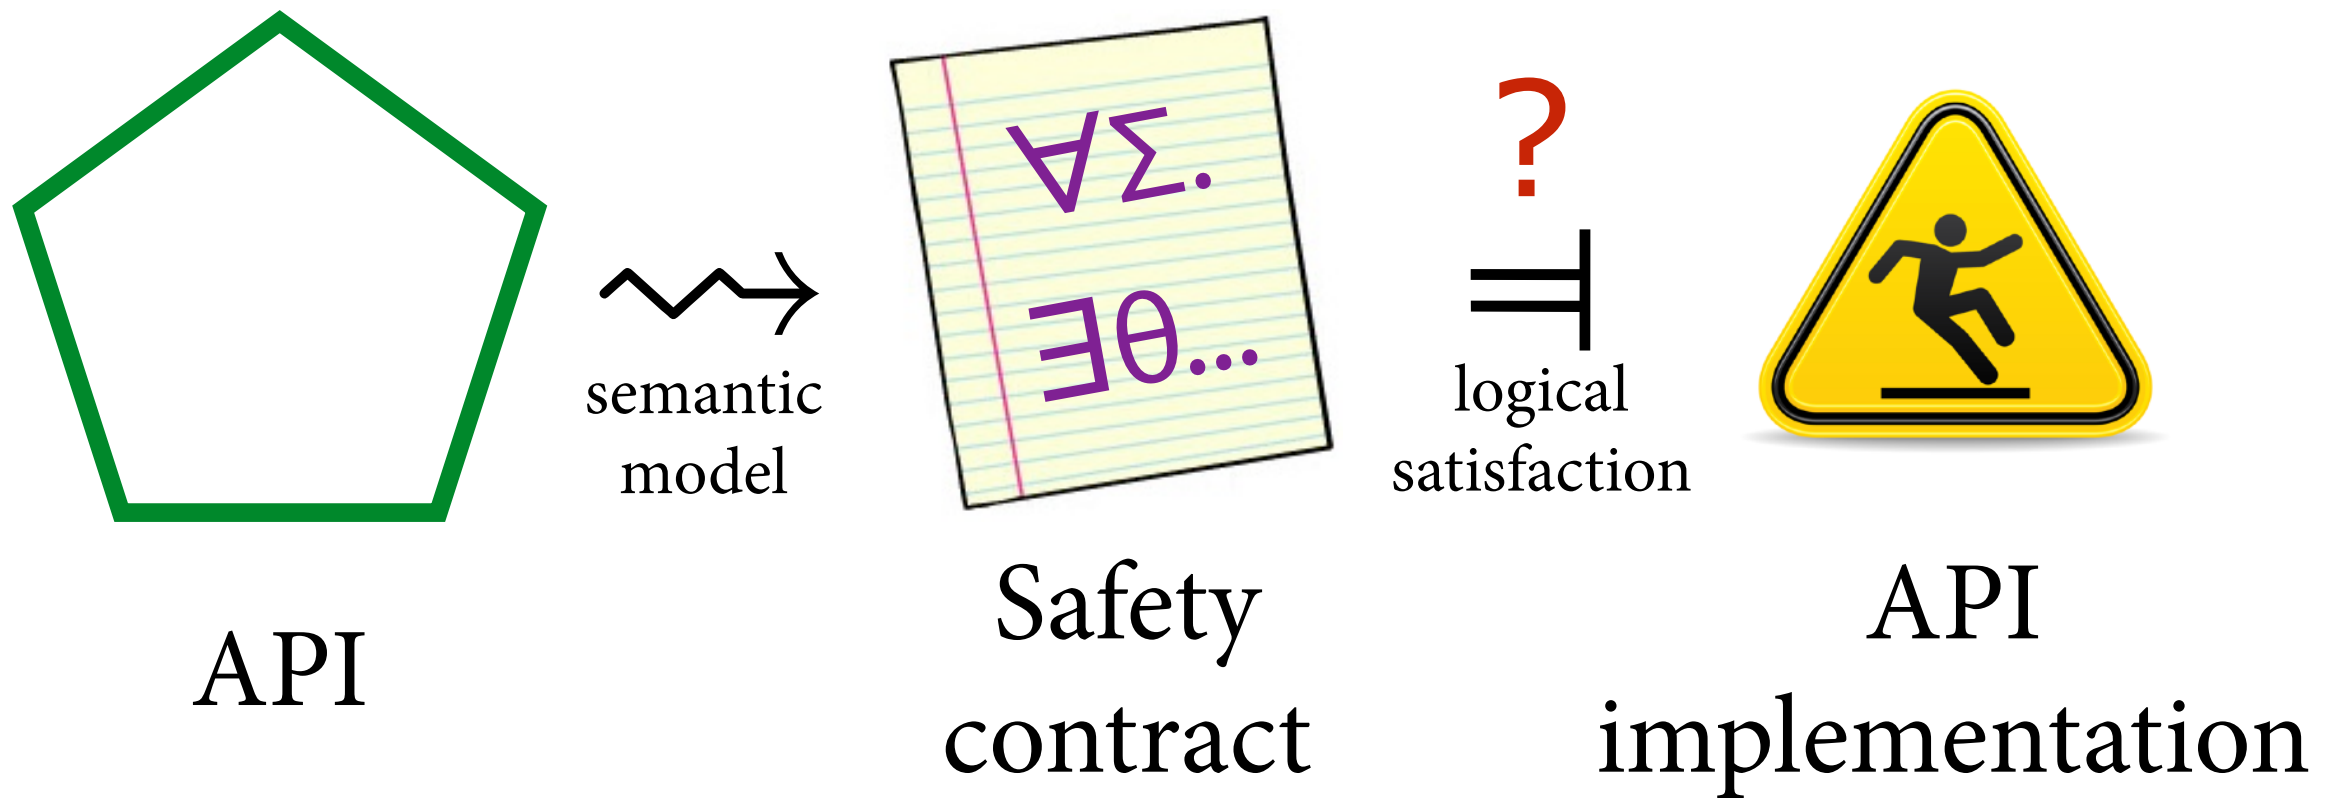 ∀Σ.
∃θ...
?
semantic
model
logical
satisfaction
API
Safety
contract
API
implementation